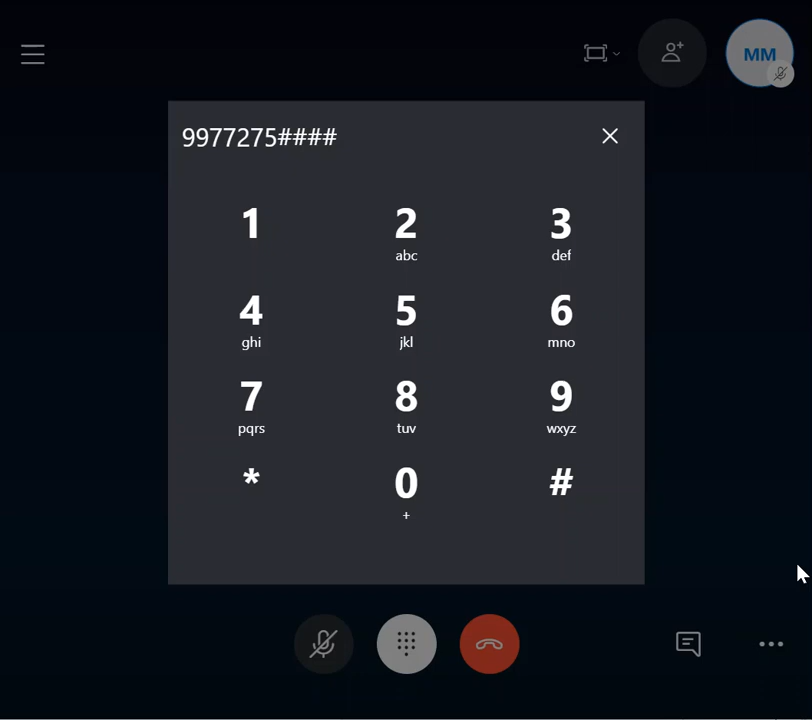 MM
9977275####
1 2 3
abc def
4 5 6
ghi jkl mno
7 8 9
pqrs tuv wxyz
* 0 #
+